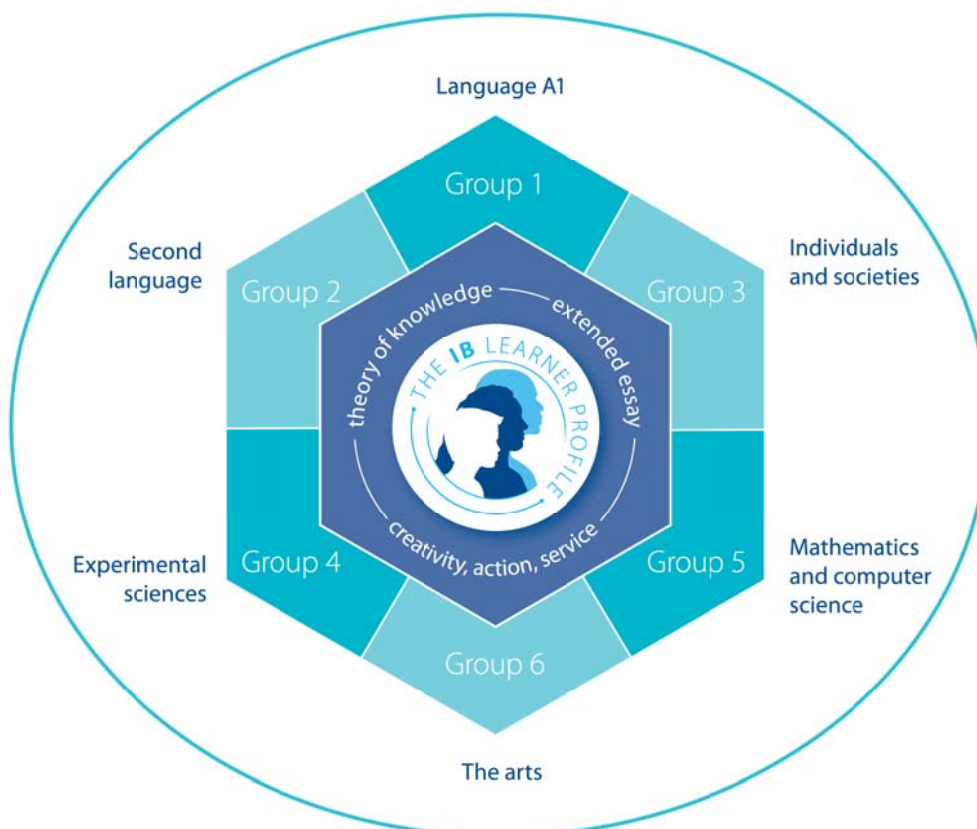 Language A1
Group 1
Second
language
Group 2
Individuals
and societies
Group 3
theory of knowledge
extended essay
THE IB LEARNER PROFILE
creativity, action, service
Experimental
sciences
Group 4
Mathematics
and computer
science
Group 5
Group 6
The arts